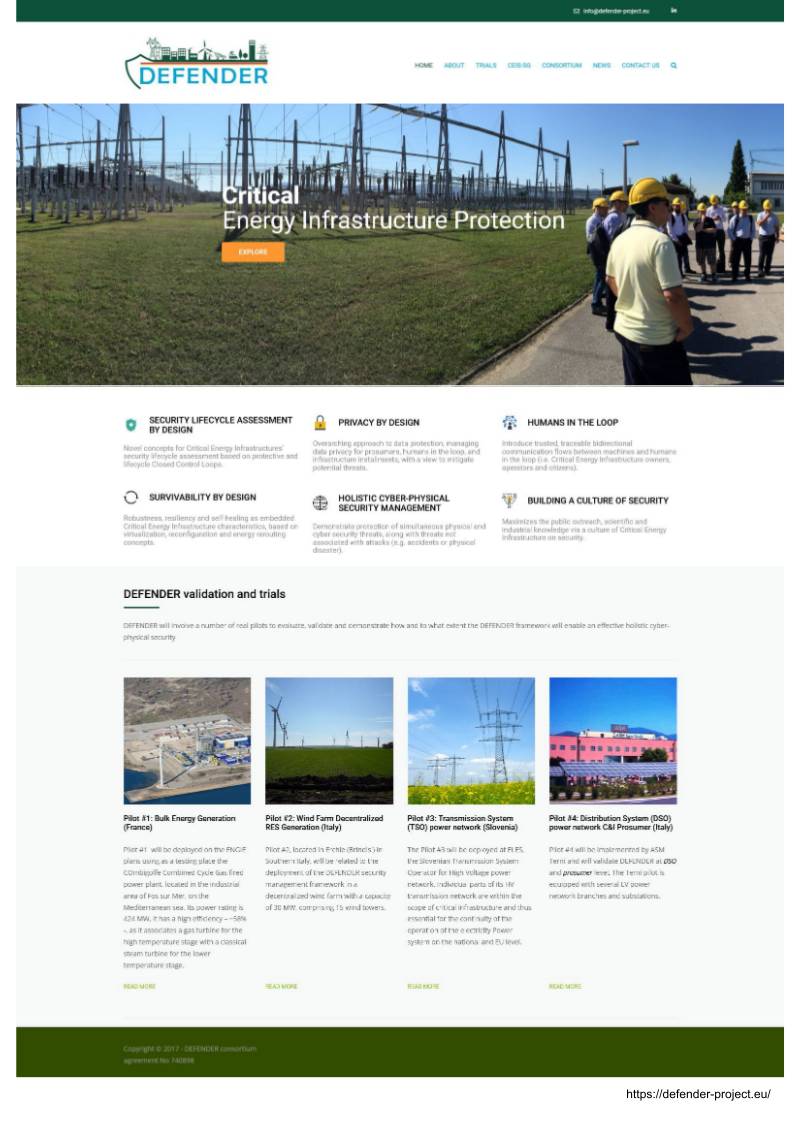 info@defender-project.eu
in
DEFENDER
HOME ABOUT TRIALS CEIS-SG CONSORTIUM NEWS CONTACT US
Critical
Energy Infrastructure Protection
EXPLORE
SECURITY LIFECYCLE ASSESSMENT
BY DESIGN
Novel concepts for Critical Energy Infrastructures'
security lifecycle assessment based on protective and
lifecycle Closed Control Loops.
PRIVACY BY DESIGN
Overarching approach to data protection, managing
data privacy for prosumers, humans in the loop, and
infrastructure instalments, with a view to mitigate
potential threats.
HUMANS IN THE LOOP
Introduce trusted, traceable bidirectional
communication flows between machines and humans
in the loop (i.e. Critical Energy Infrastructure owners,
operators and citizens).
SURVIVABILITY BY DESIGN
Robustness, resiliency and self-healing as embedded
Critical Energy Infrastructure characteristics, based on
virtualization, reconfiguration and energy rerouting
concepts.
HOLISTIC CYBER-PHYSICAL
SECURITY MANAGEMENT
Demonstrate protection of simultaneous physical and
cyber security threats, along with threats not
associated with attacks (e.g. accidents or physical
disaster).
BUILDING A CULTURE OF SECURITY
Maximizes the public outreach, scientific and
industrial knowledge via a culture of Critical Energy
Infrastructure on security.
DEFENDER validation and trials
DEFENDER will involve a number of real pilots to evaluate, validate and demonstrate how and to what extent the DEFENDER framework will enable an effective holistic cyber-
physical security.
Pilot #1: Bulk Energy Generation
(France)
Pilot #1 will be deployed on the ENGIE
plans using as a testing place the
COmbigolfe Combined Cycle Gas fired
power plant, located in the industrial
area of Fos sur Mer, on the
Mediterranean sea. Its power rating is
424 MW. It has a high efficiency – ~58%
-, as it associates a gas turbine for the
high temperature stage with a classical
steam turbine for the lower
temperature stage.
READ MORE
Pilot #2: Wind Farm Decentralized
RES Generation (Italy)
Pilot #2, located in Erchie (Brindisi) in
Southern Italy, will be related to the
deployment of the DEFENDER security
management framework in a
decentralized wind farm with a capacity
of 30 MW, comprising 15 wind towers.
READ MORE
Pilot #3: Transmission System
(TSO) power network (Slovenia)
The Pilot #3 will be deployed at ELES,
the Slovenian Transmission System
Operator for High Voltage power
network. Individual parts of its HV
transmission network are within the
scope of critical infrastructure and thus
essential for the continuity of the
operation of the electricity Power
system on the national and EU level.
READ MORE
Pilot #4: Distribution System (DSO)
power network C&I Prosumer (Italy)
Pilot #4 will be implemented by ASM
Terni and will validate DEFENDER at DSO
and prosumer level. The Terni pilot is
equipped with several LV power
network branches and substations.
READ MORE
Copyright © 2017 - DEFENDER consortium
agreement No 740898
https://defender-project.eu/